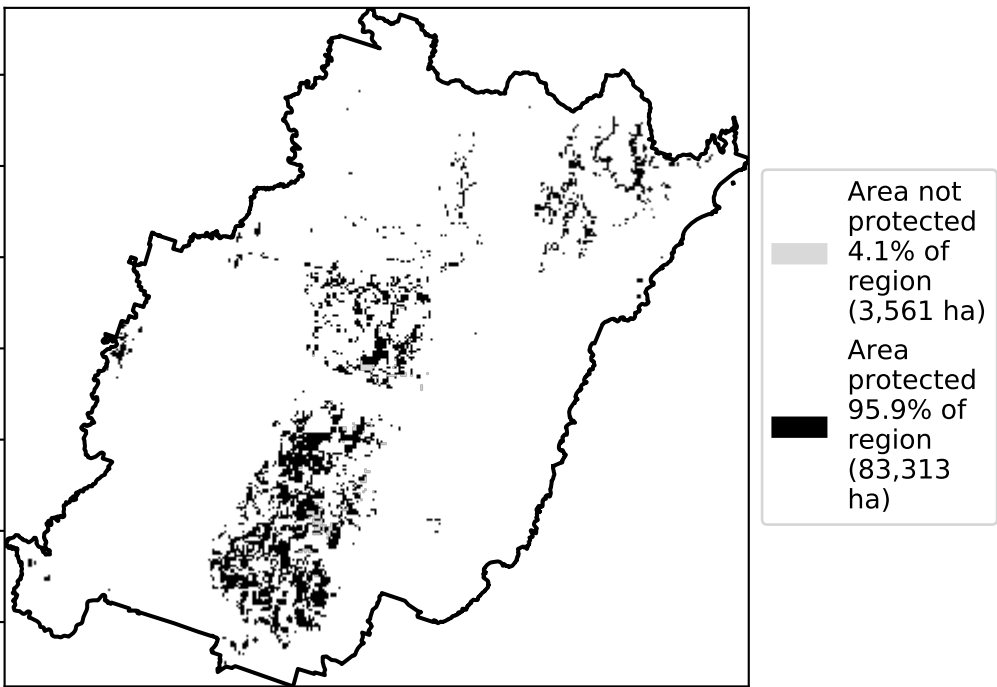 Area not
protected
4.1% of
region
(3,561 ha)
Area
protected
95.9% of
region
(83,313
ha)